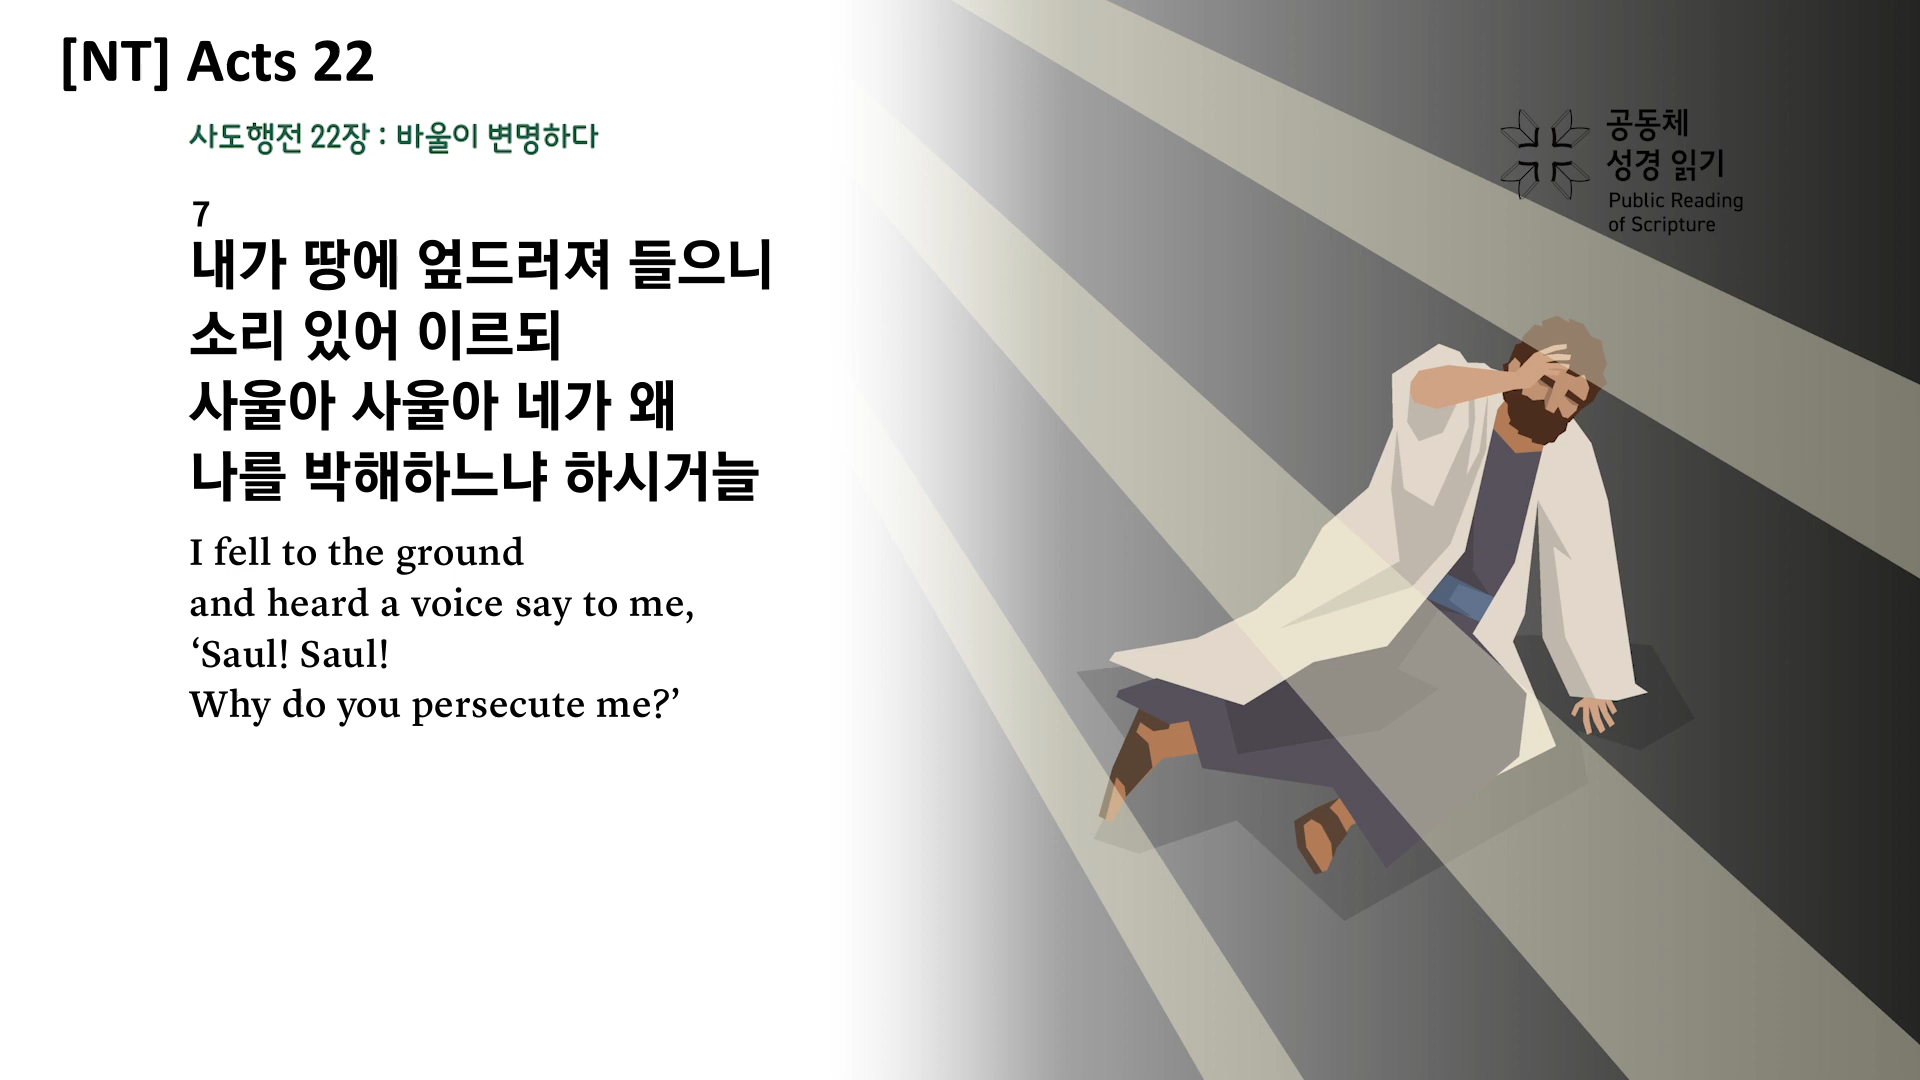 [NT] Acts 22
사도행전 22장 : 바울이 변명하다
7
내가 땅에 엎드러져 들으니
소리 있어 이르되
사울아 사울아 네가 왜
나를 박해하느냐 하시거늘
I fell to the ground
and heard a voice say to me,
‘Saul! Saul!
Why do you persecute me?’
공동체
성경 읽기
Public Reading
of Scripture